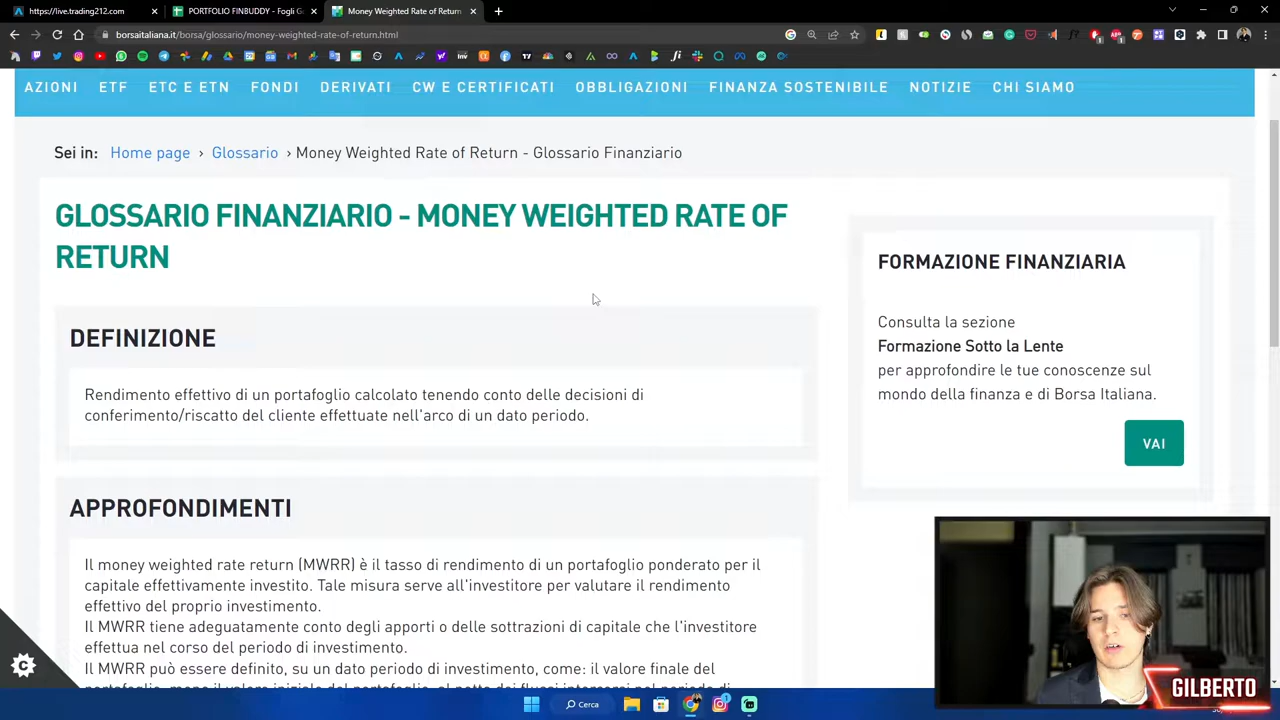 https://live.trading212.com
PORTFOLIO FINBUDDY - Fogli G
Money Weighted Rate of Return
borsaitaliana.it/borsa/glossario/money-weighted-rate-of-return.html
AZIONI ETF ETC E ETN FONDI DERIVATI CW E CERTIFICATI OBBLIGAZIONI FINANZA SOSTENIBILE NOTIZIE CHI SIAMO
Sei in: Home page › Glossario › Money Weighted Rate of Return - Glossario Finanziario
GLOSSARIO FINANZIARIO - MONEY WEIGHTED RATE OF
RETURN
DEFINIZIONE
Rendimento effettivo di un portafoglio calcolato tenendo conto delle decisioni di
conferimento/riscatto del cliente effettuate nell'arco di un dato periodo.
APPROFONDIMENTI
Il money weighted rate return (MWRR) è il tasso di rendimento di un portafoglio ponderato per il
capitale effettivamente investito. Tale misura serve all'investitore per valutare il rendimento
effettivo del proprio investimento.
Il MWRR tiene adeguatamente conto degli apporti o delle sottrazioni di capitale che l'investitore
effettua nel corso del periodo di investimento.
Il MWRR può essere definito, su un dato periodo di investimento, come: il valore finale del
FORMAZIONE FINANZIARIA
Consulta la sezione
Formazione Sotto la Lente
per approfondire le tue conoscenze sul
mondo della finanza e di Borsa Italiana.
VAI
GILBERTO
Cerca